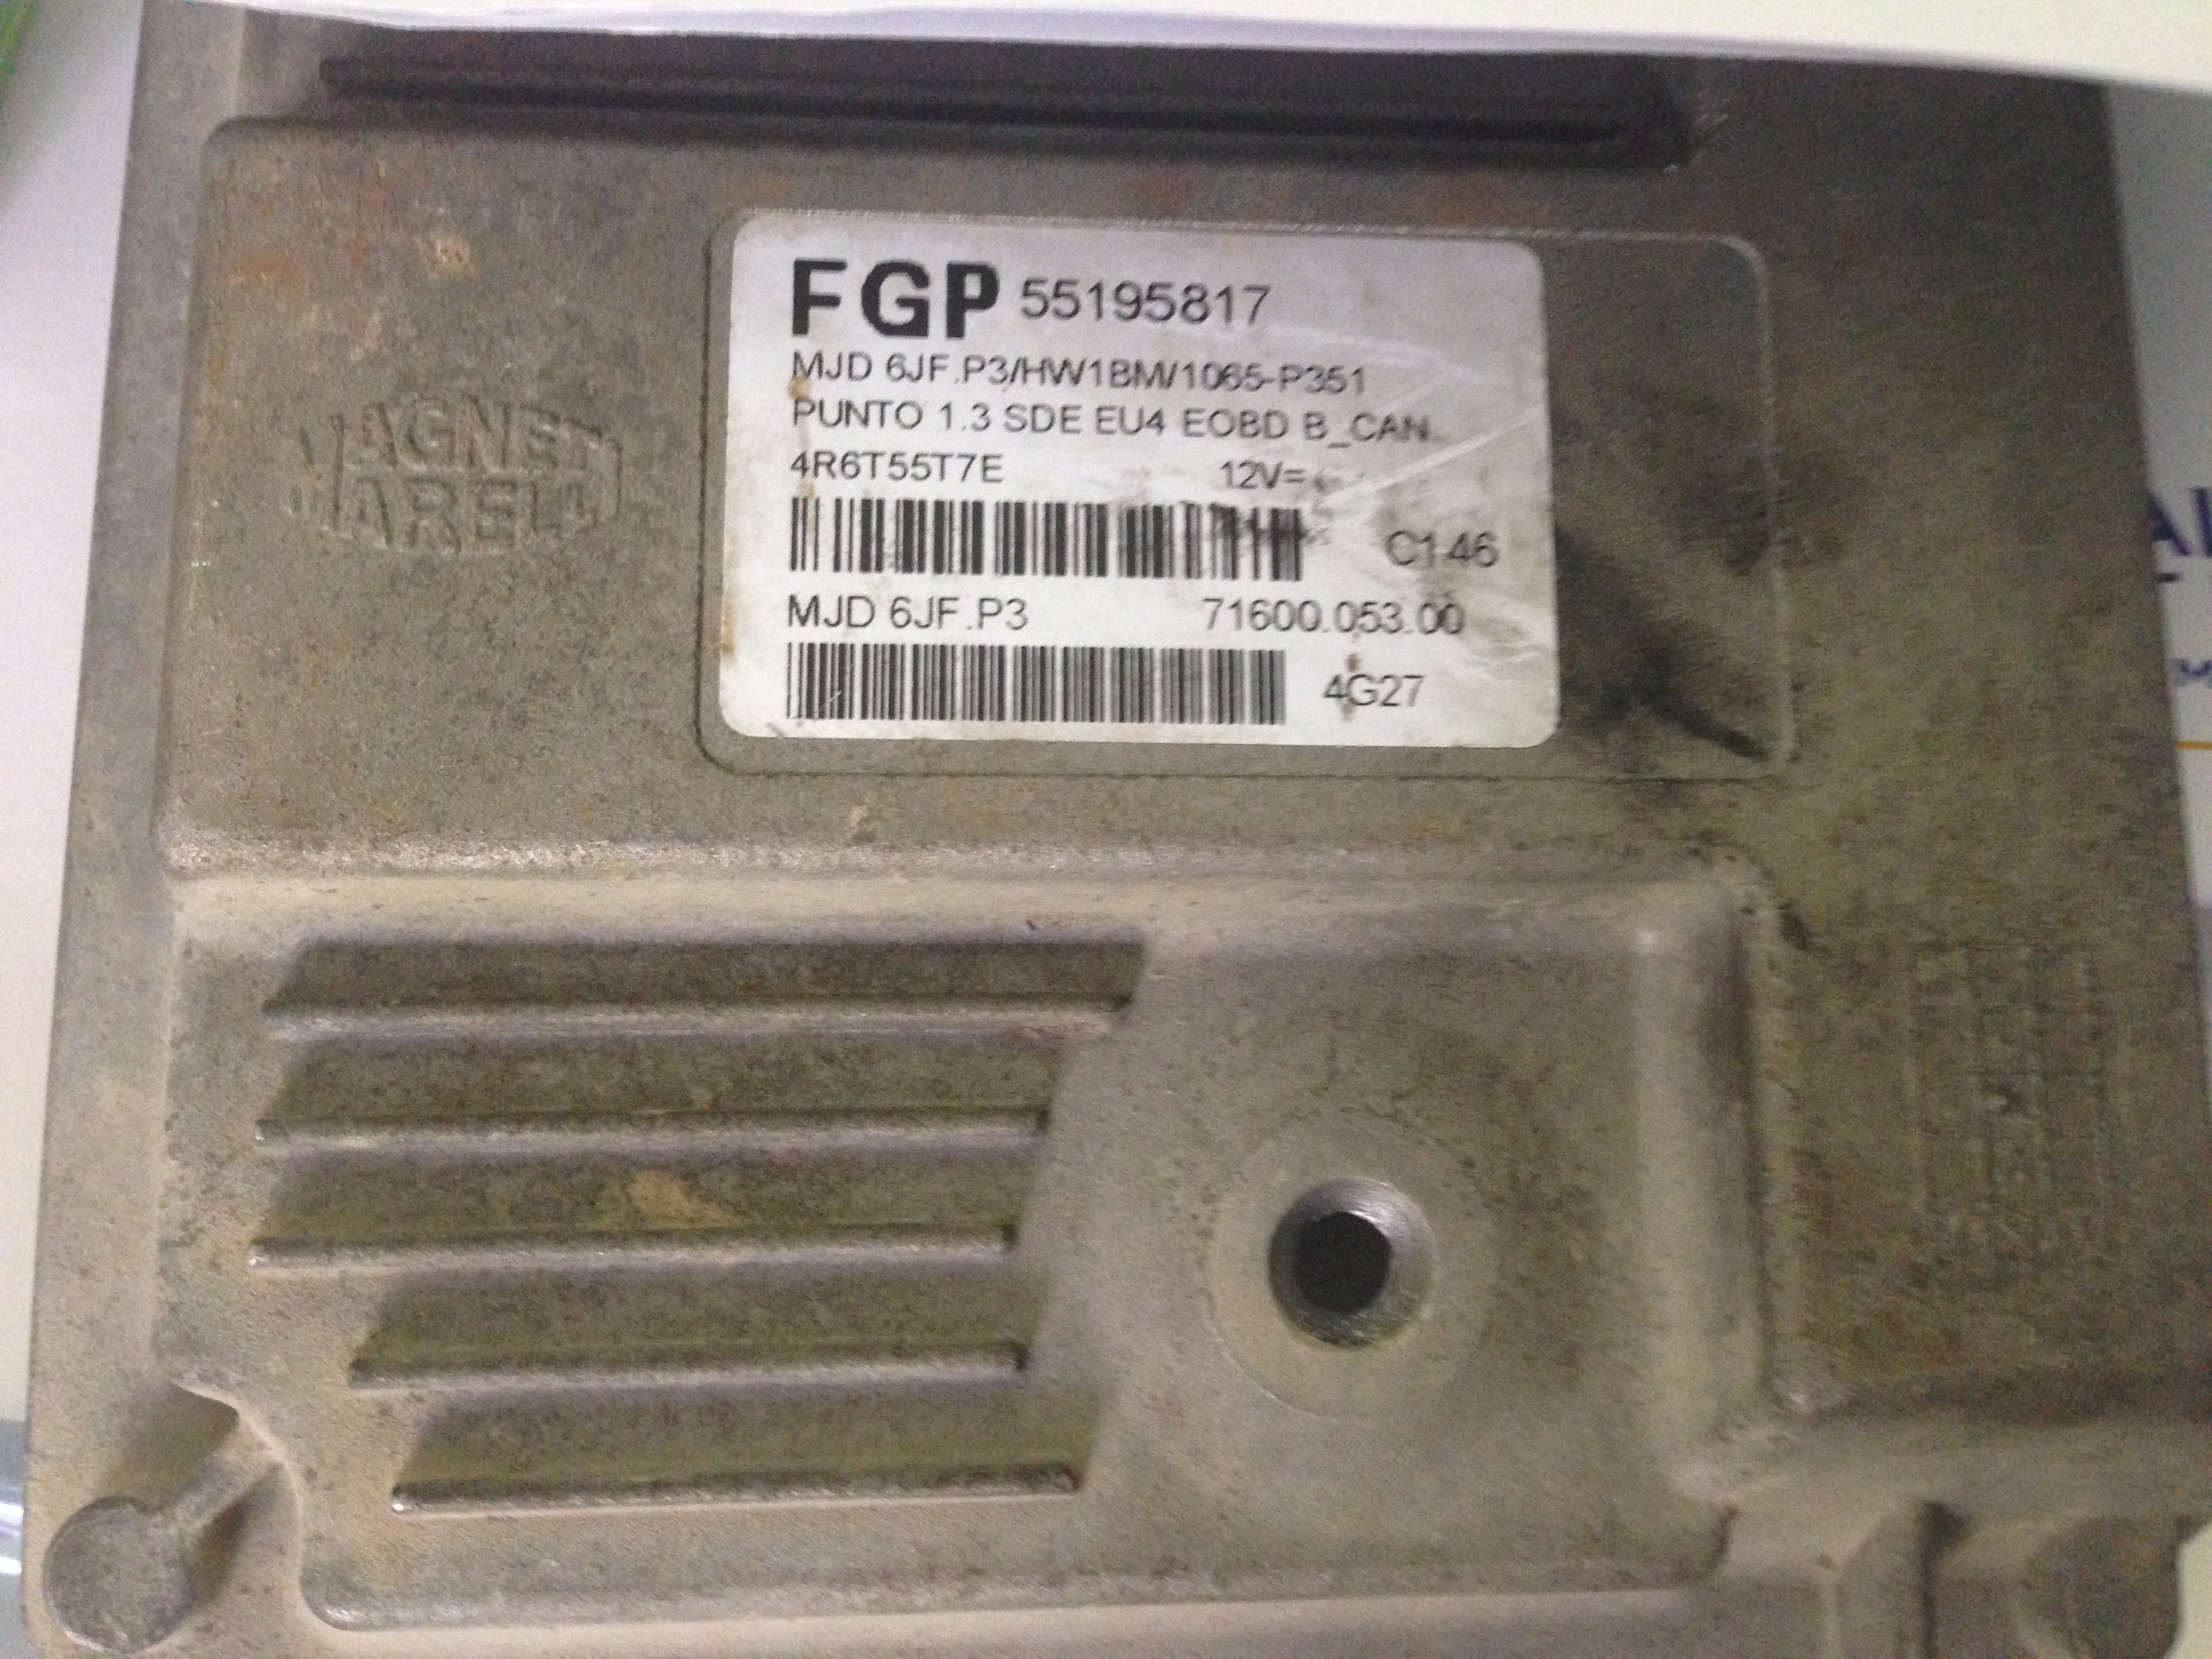 FGP 55195817
MJD 6JF.P3/HW1BM/1065-P351
PUNTO 1.3 SDE EU4 EOBD B_CAN
4R6T55T7E 12V=
C146
MJD 6JF.P3 71600.053.00
4G27
MAGNETI
MARELLI